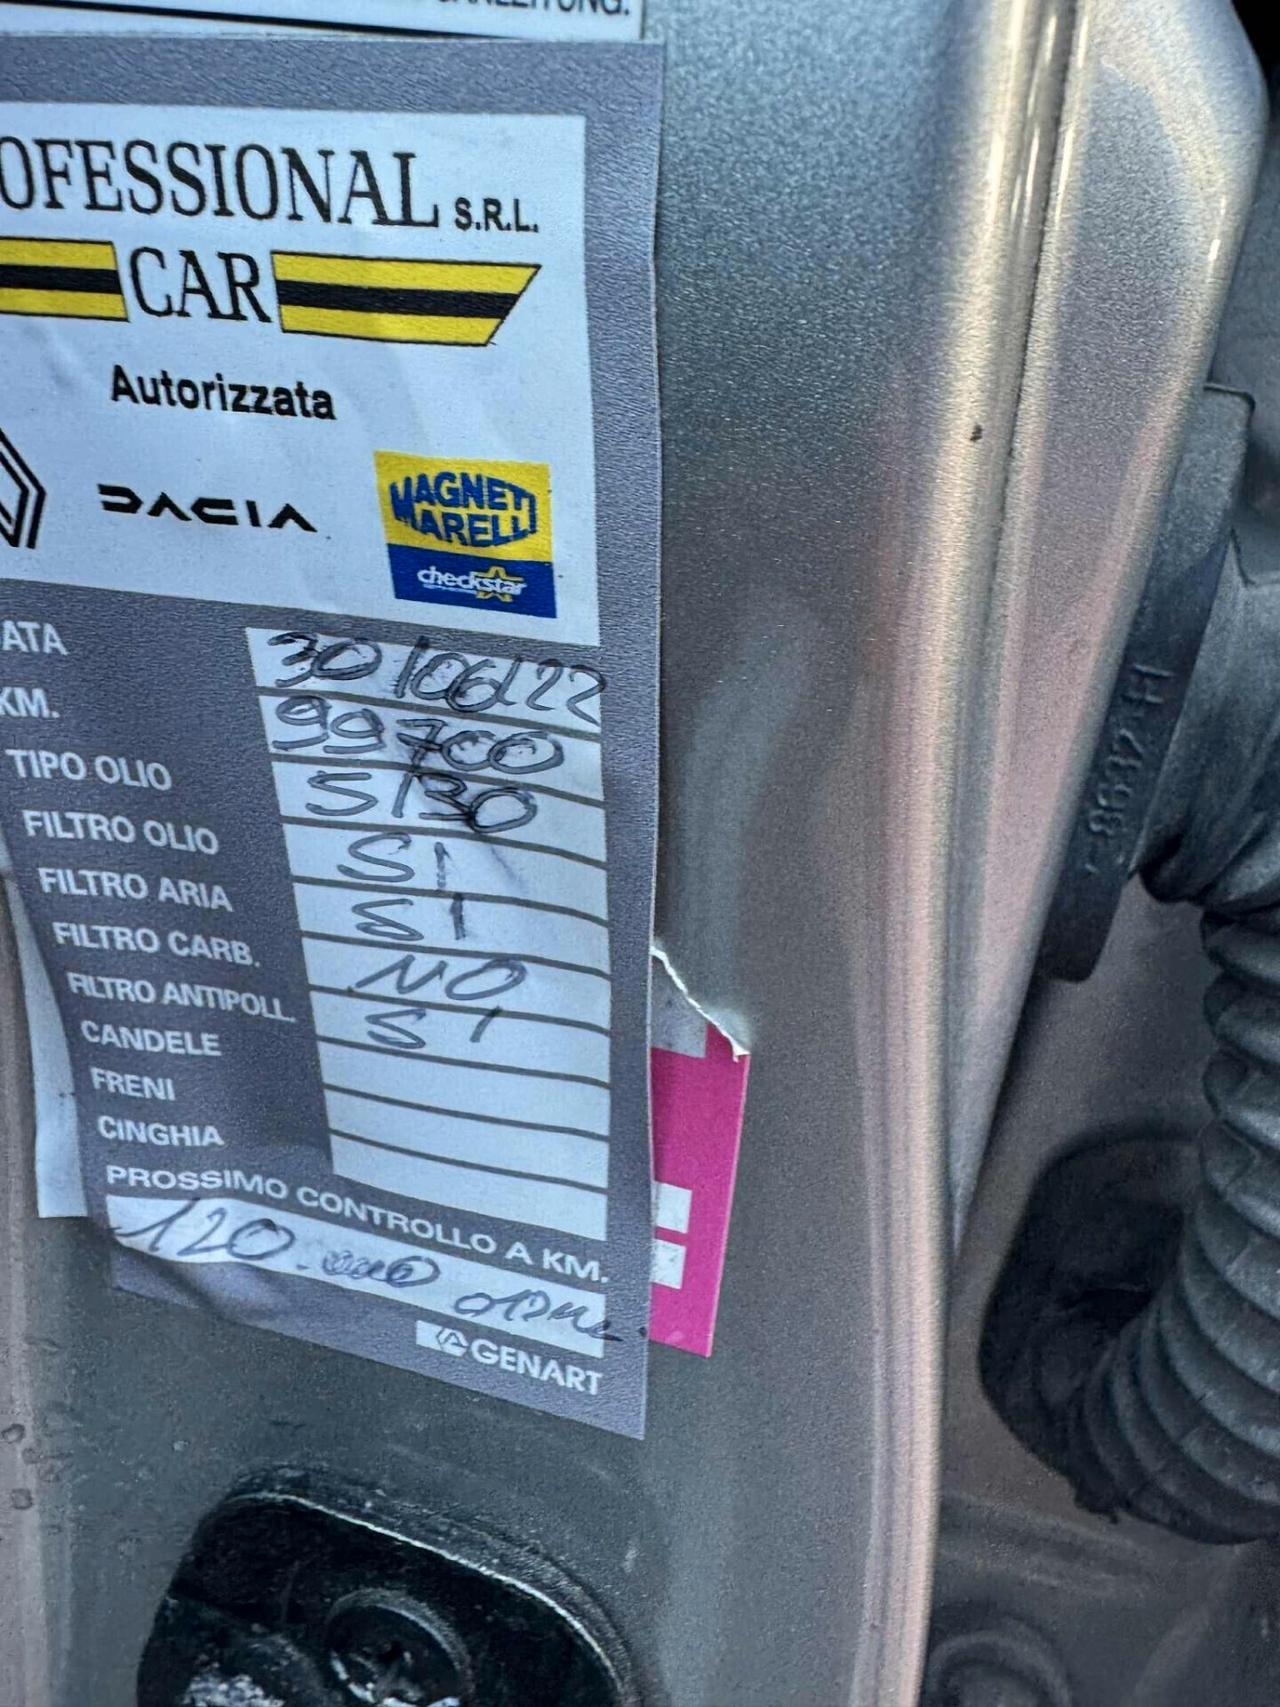 OFESSIONAL S.R.L.
CAR
Autorizzata
DACIA
MAGNETI MARELLI
checkstar
ATA 30/06/22
KM. 99700
TIPO OLIO 5/30
FILTRO OLIO SI
FILTRO ARIA SI
FILTRO CARB. NO
FILTRO ANTIPOLL. SI
CANDELE
FRENI
CINGHIA
PROSSIMO CONTROLLO A KM.
120.000
GENART
8632